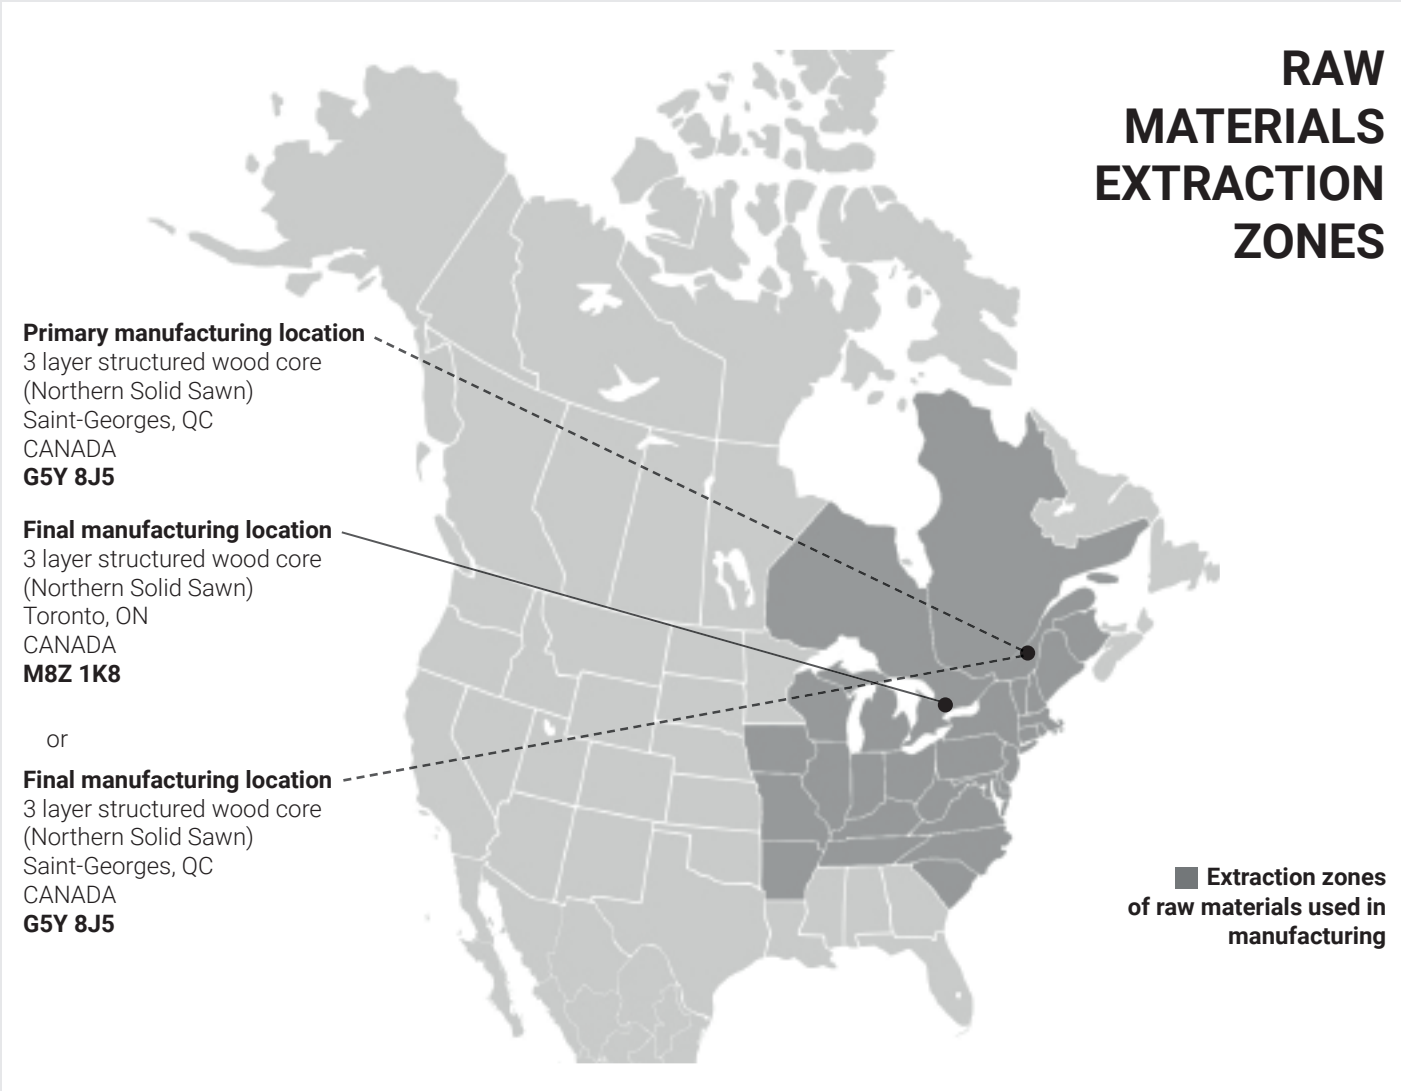 RAW
MATERIALS
EXTRACTION
ZONES
Primary manufacturing location
3 layer structured wood core
(Northern Solid Sawn)
Saint-Georges, QC
CANADA
G5Y 8J5
Final manufacturing location
3 layer structured wood core
(Northern Solid Sawn)
Toronto, ON
CANADA
M8Z 1K8
or
Final manufacturing location
3 layer structured wood core
(Northern Solid Sawn)
Saint-Georges, QC
CANADA
G5Y 8J5
Extraction zones
of raw materials used in
manufacturing